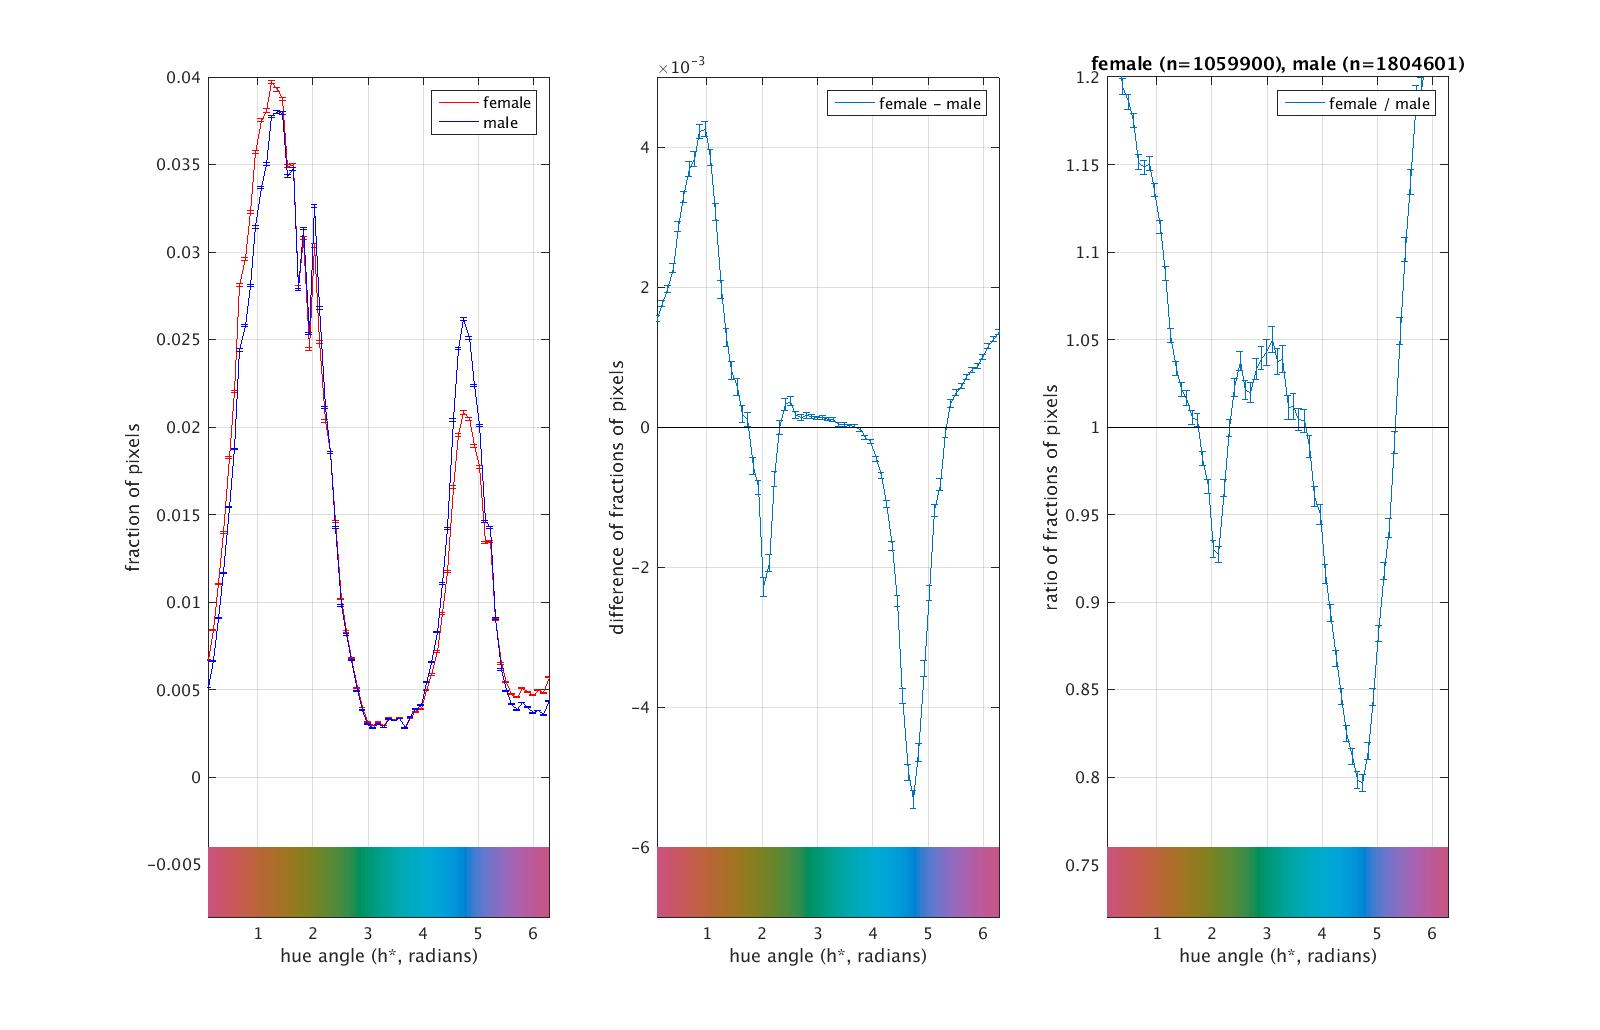 0.04
0.035
0.03
0.025
0.02
0.015
0.01
0.005
0
−0.005
fraction of pixels
female
male
1 2 3 4 5 6
hue angle (h*, radians)
×10⁻³
4
2
0
−2
−4
−6
difference of fractions of pixels
female − male
1 2 3 4 5 6
hue angle (h*, radians)
female (n=1059900), male (n=1804601)
1.2
1.15
1.1
1.05
1
0.95
0.9
0.85
0.8
0.75
ratio of fractions of pixels
female / male
1 2 3 4 5 6
hue angle (h*, radians)